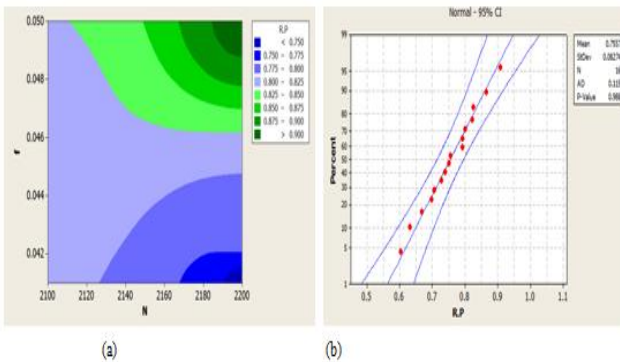 R.P
< 0.750
0.750 - 0.775
0.775 - 0.800
0.800 - 0.825
0.825 - 0.850
0.850 - 0.875
0.875 - 0.900
> 0.900
0.050
0.048
0.046
0.044
0.042
f
2100 2120 2140 2160 2180 2200
N
(a)
Normal - 95% CI
Mean
StDev
N 16
AD
P-Value
99
95
90
80
70
60
50
40
30
20
10
5
1
Percent
0.5 0.6 0.7 0.8 0.9 1.0 1.1
R.P
(b)